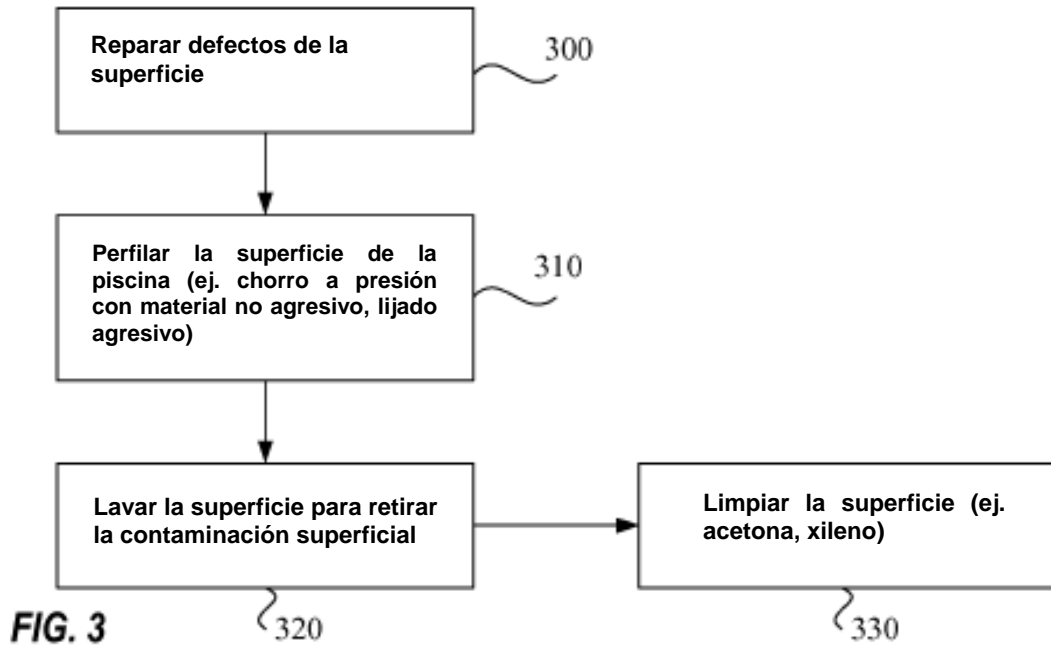 Reparar defectos de la
superficie
300
Perfilar la superficie de la
piscina (ej. chorro a presión
con material no agresivo, lijado
agresivo)
310
Lavar la superficie para retirar
la contaminación superficial
320
Limpiar la superficie (ej.
acetona, xileno)
330
FIG. 3